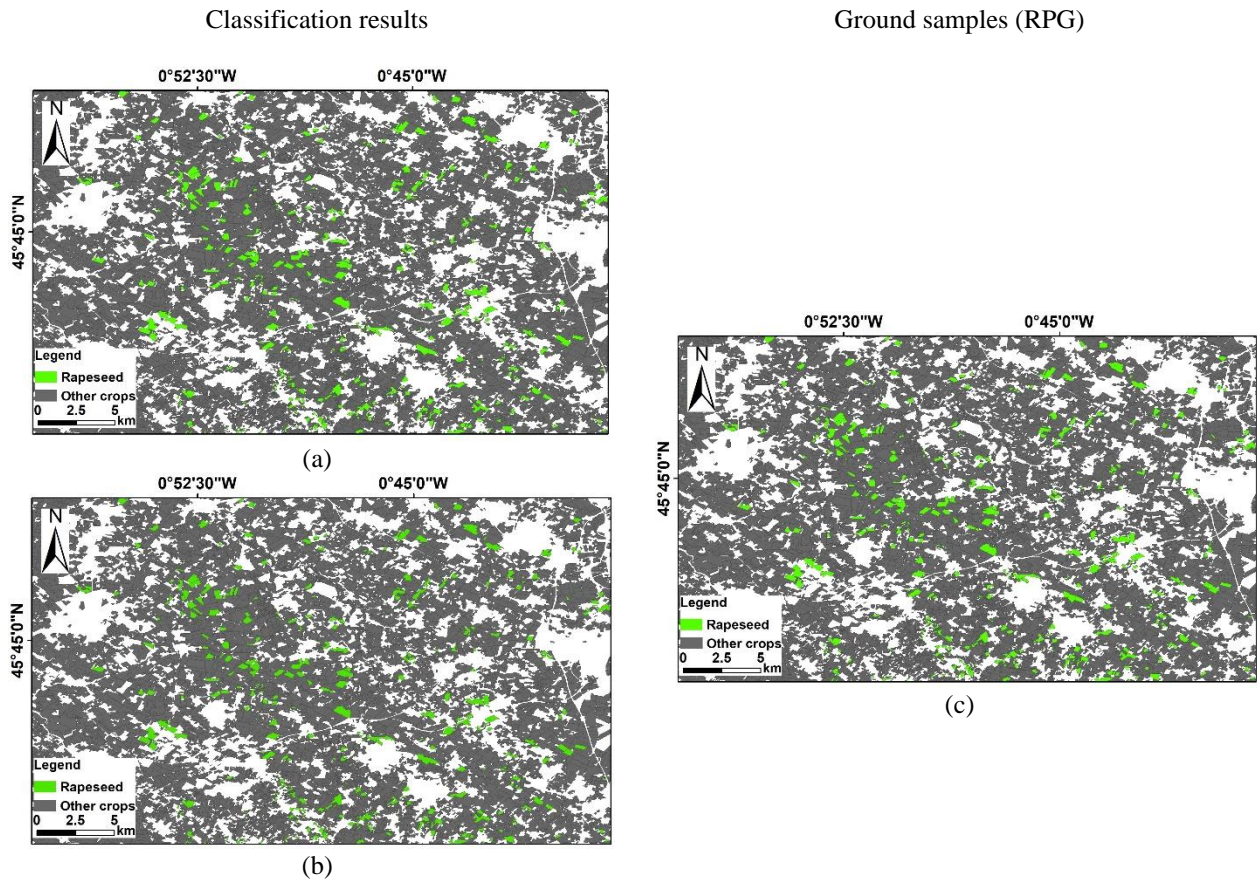 Classification results
Ground samples (RPG)
0°52'30"W 0°45'0"W
N
45°45'0"N
Legend
Rapeseed
Other crops
0 2.5 5
km
(a)
0°52'30"W 0°45'0"W
N
45°45'0"N
Legend
Rapeseed
Other crops
0 2.5 5
km
(b)
0°52'30"W 0°45'0"W
N
45°45'0"N
Legend
Rapeseed
Other crops
0 2.5 5
km
(c)